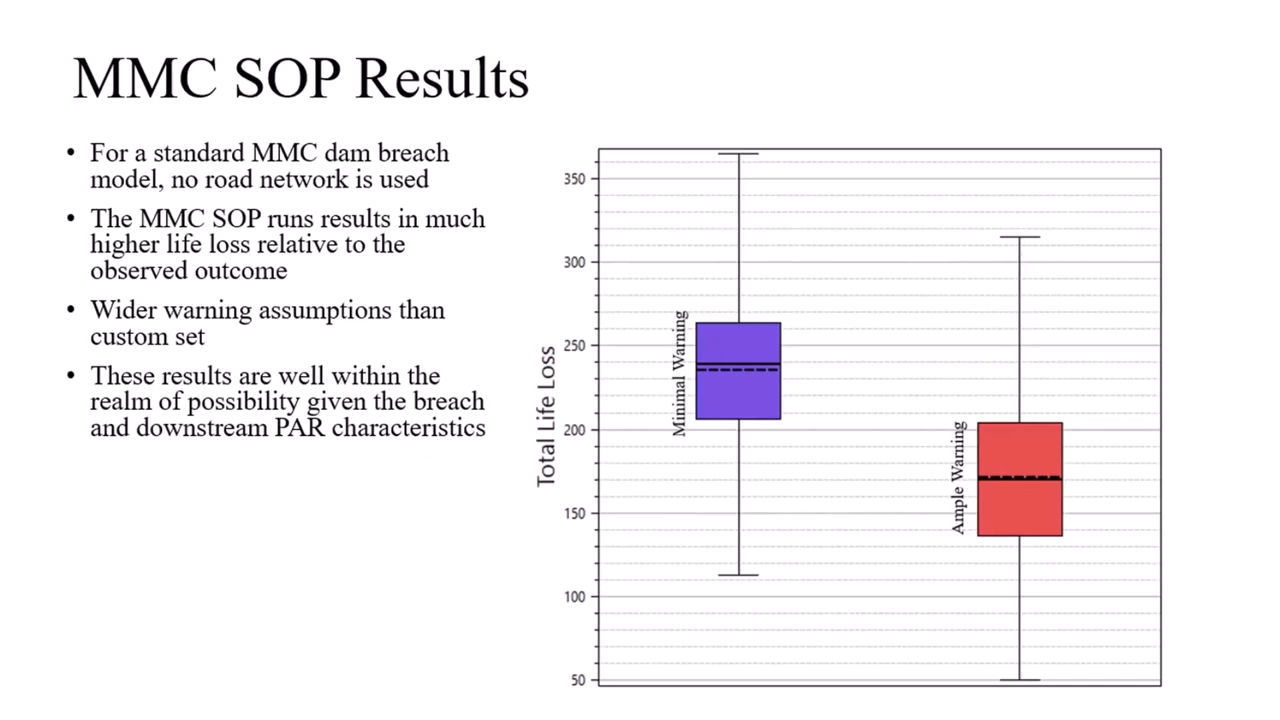 MMC SOP Results
• For a standard MMC dam breach
model, no road network is used
• The MMC SOP runs results in much
higher life loss relative to the
observed outcome
• Wider warning assumptions than
custom set
• These results are well within the
realm of possibility given the breach
and downstream PAR characteristics
Total Life Loss
350
300
250
200
150
100
50
Minimal Warning
Ample Warning